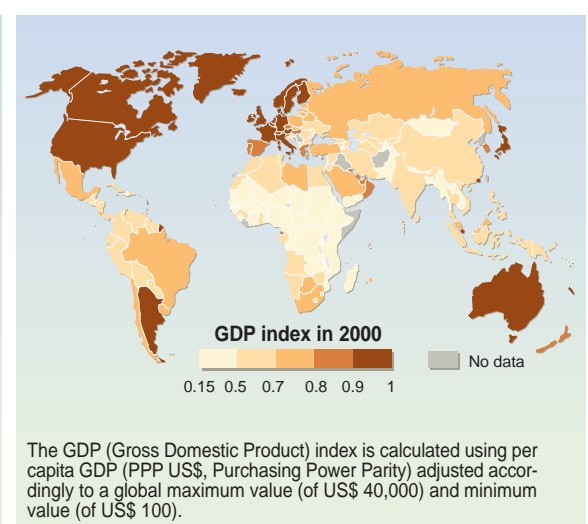 GDP index in 2000
0.15 0.5 0.7 0.8 0.9 1
No data
The GDP (Gross Domestic Product) index is calculated using per
capita GDP (PPP US$, Purchasing Power Parity) adjusted accor-
dingly to a global maximum value (of US$ 40,000) and minimum
value (of US$ 100).